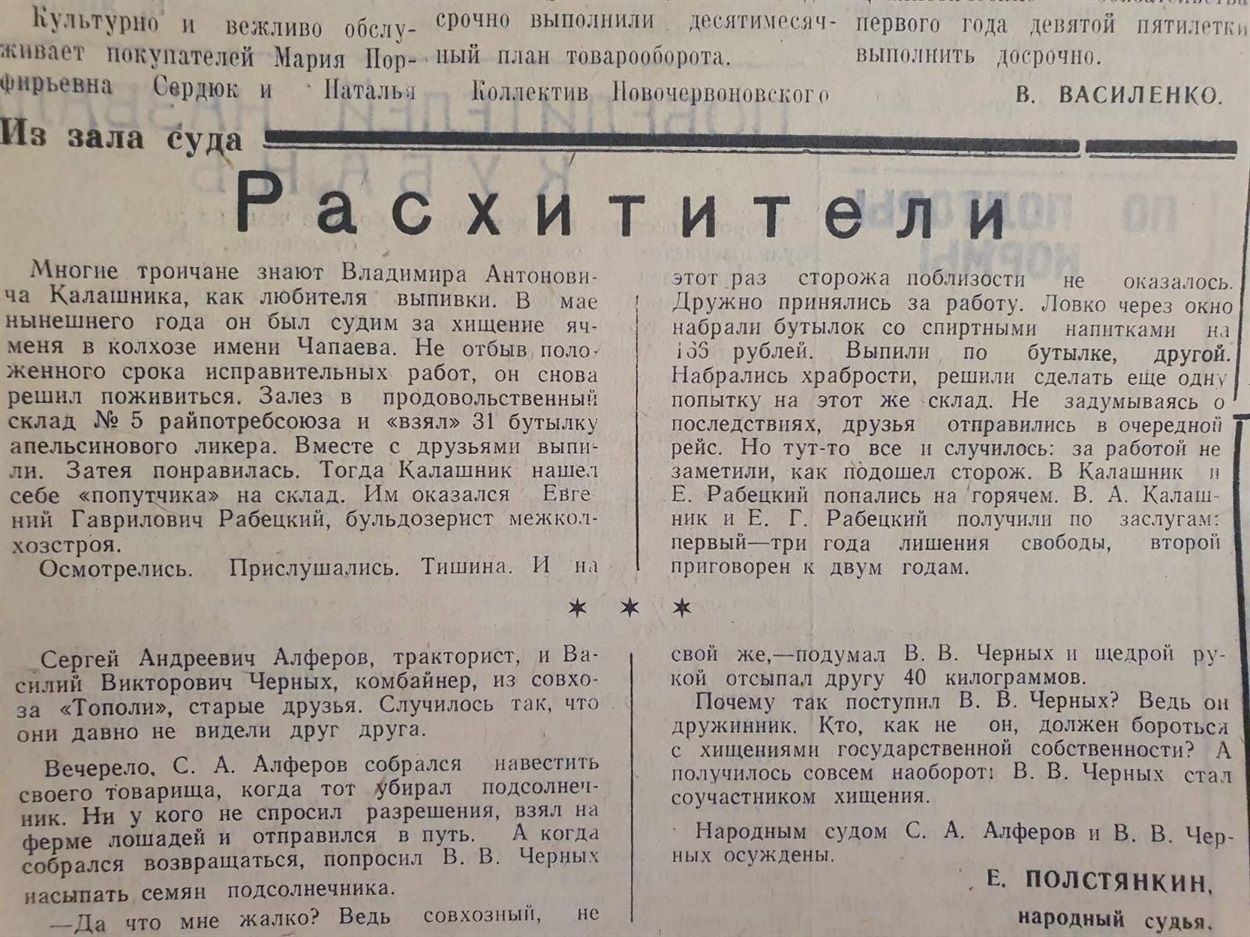 Культурно и вежливо обслу-
живает покупателей Мария Пор-
фирьевна Сердюк и Наталья
срочно выполнили десятимесяч-
ный план товарооборота.
Коллектив Новочервоновского
первого года девятой пятилетки
выполнить досрочно.
В. ВАСИЛЕНКО.
Из зала суда
Расхитители
Многие троичане знают Владимира Антонови-
ча Калашника, как любителя выпивки. В мае
нынешнего года он был судим за хищение яч-
меня в колхозе имени Чапаева. Не отбыв поло-
женного срока исправительных работ, он снова
решил поживиться. Залез в продовольственный
склад № 5 райпотребсоюза и «взял» 31 бутылку
апельсинового ликера. Вместе с друзьями выпи-
ли. Затея понравилась. Тогда Калашник нашел
себе «попутчика» на склад. Им оказался Евге
ний Гаврилович Рабецкий, бульдозерист межкол-
хозстроя.
Осмотрелись. Прислушались. Тишина. И на
этот раз сторожа поблизости не оказалось.
Дружно принялись за работу. Ловко через окно
набрали бутылок со спиртными напитками на
рублей. Выпили по бутылке, другой.
Набрались храбрости, решили сделать еще одну
попытку на этот же склад. Не задумываясь о
последствиях, друзья отправились в очередной
рейс. Но тут-то все и случилось: за работой не
заметили, как подошел сторож. В Калашник и
Е. Рабецкий попались на горячем. В. А. Калаш-
ник и Е. Г. Рабецкий получили по заслугам:
первый—три года лишения свободы, второй
приговорен к двум годам.
* * *
Сергей Андреевич Алферов, тракторист, и Ва-
силий Викторович Черных, комбайнер, из совхо-
за «Тополи», старые друзья. Случилось так, что
они давно не видели друг друга.
Вечерело. С. А. Алферов собрался навестить
своего товарища, когда тот убирал подсолнеч-
ник. Ни у кого не спросил разрешения, взял на
ферме лошадей и отправился в путь. А когда
собрался возвращаться, попросил В. В. Черных
насыпать семян подсолнечника.
—Да что мне жалко? Ведь совхозный, не
свой же,—подумал В. В. Черных и щедрой ру-
кой отсыпал другу 40 килограммов.
Почему так поступил В. В. Черных? Ведь он
дружинник. Кто, как не он, должен бороться
с хищениями государственной собственности? А
получилось совсем наоборот: В. В. Черных стал
соучастником хищения.
Народным судом С. А. Алферов и В. В. Чер-
ных осуждены.
Е. ПОЛСТЯНКИН,
народный судья.